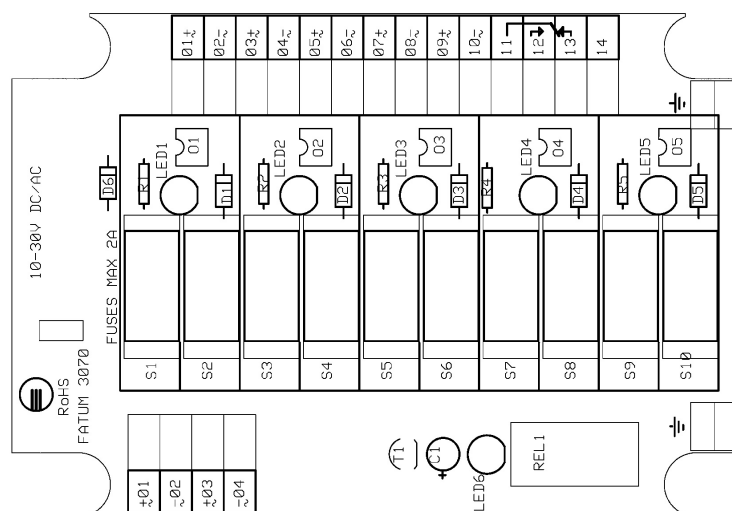 01±
02⎓
03±
04⎓
05±
06⎓
07±
08⎓
09±
10⎓
11
12
13
14
LED1
O1
LED2
O2
LED3
O3
LED4
O4
LED5
O5
D6
R1
D1
R2
D2
R3
D3
R4
D4
R5
D5
10-30V DC/AC
FUSES MAX 2A
S1
S2
S3
S4
S5
S6
S7
S8
S9
S10
RoHS
FATUM 3070
T1
C1
+
LED6
REL1
±01
⎓02
±03
⎓04